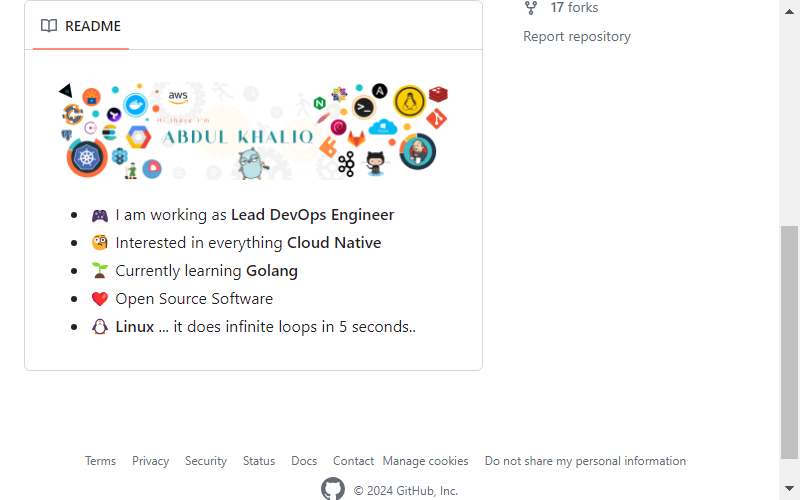 17 forks
Report repository
README
aws
Hi there I'm
ABDUL KHALIQ
I am working as Lead DevOps Engineer
Interested in everything Cloud Native
Currently learning Golang
Open Source Software
Linux ... it does infinite loops in 5 seconds..
Terms Privacy Security Status Docs Contact Manage cookies Do not share my personal information
© 2024 GitHub, Inc.